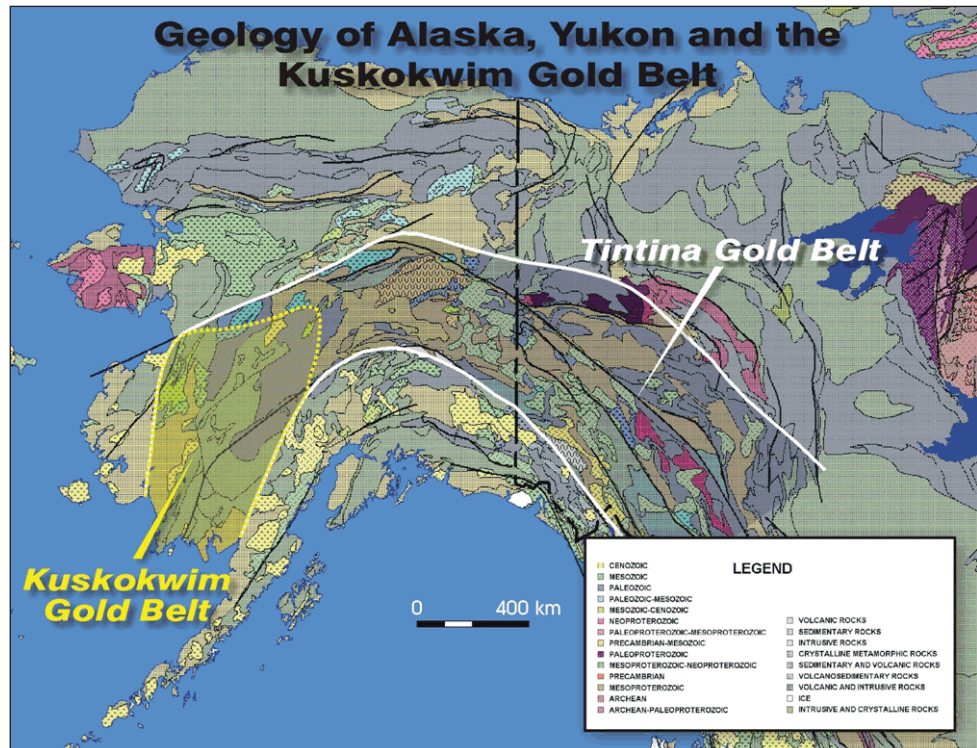 Geology of Alaska, Yukon and the
Kuskokwim Gold Belt
Tintina Gold Belt
Kuskokwim
Gold Belt
0 400 km
LEGEND
CENOZOIC
MESOZOIC
PALEOZOIC
PALEOZOIC-MESOZOIC
MESOZOIC-CENOZOIC
NEOPROTEROZOIC
PALEOPROTEROZOIC-MESOPROTEROZOIC
PRECAMBRIAN-MESOZOIC
PALEOPROTEROZOIC
MESOPROTEROZOIC-NEOPROTEROZOIC
PRECAMBRIAN
MESOPROTEROZOIC
ARCHEAN
ARCHEAN-PALEOPROTEROZOIC
VOLCANIC ROCKS
SEDIMENTARY ROCKS
INTRUSIVE ROCKS
CRYSTALLINE METAMORPHIC ROCKS
SEDIMENTARY AND VOLCANIC ROCKS
VOLCANOSEDIMENTARY ROCKS
VOLCANIC AND INTRUSIVE ROCKS
ICE
INTRUSIVE AND CRYSTALLINE ROCKS